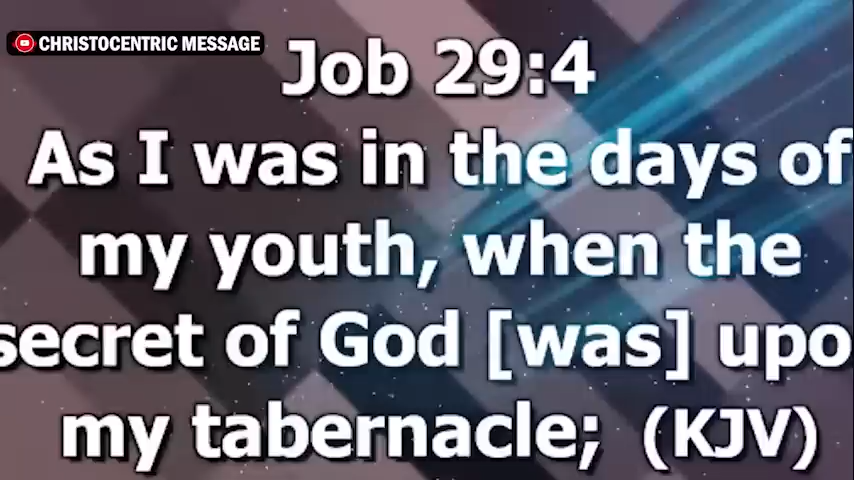 CHRISTOCENTRIC MESSAGE
Job 29:4
As I was in the days of
my youth, when the
secret of God [was] upo
my tabernacle; (KJV)